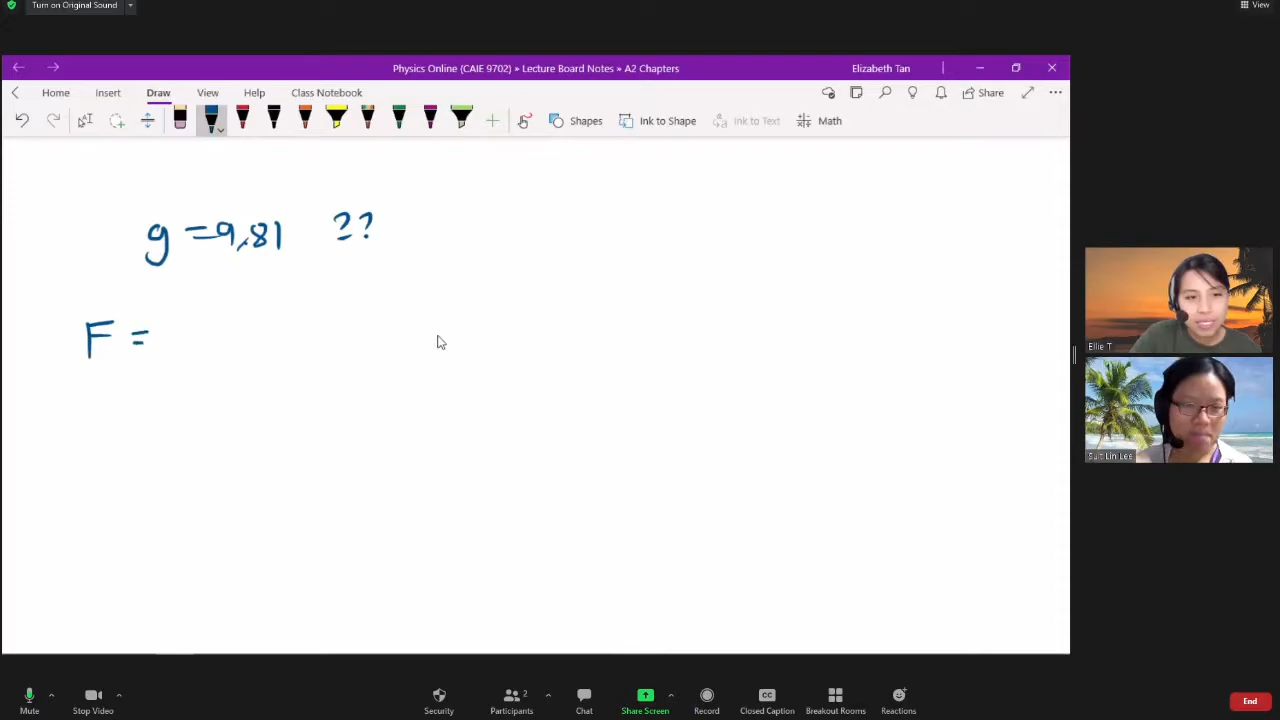 Turn on Original Sound
View
Physics Online (CAIE 9702) » Lecture Board Notes » A2 Chapters
Elizabeth Tan
Home Insert Draw View Help Class Notebook
Share
Shapes Ink to Shape Ink to Text Math
g = 9.81 ??
F =
Ellie T
Suit Lin Lee
Mute Stop Video Security Participants 2 Chat Share Screen Record Closed Caption Breakout Rooms Reactions End